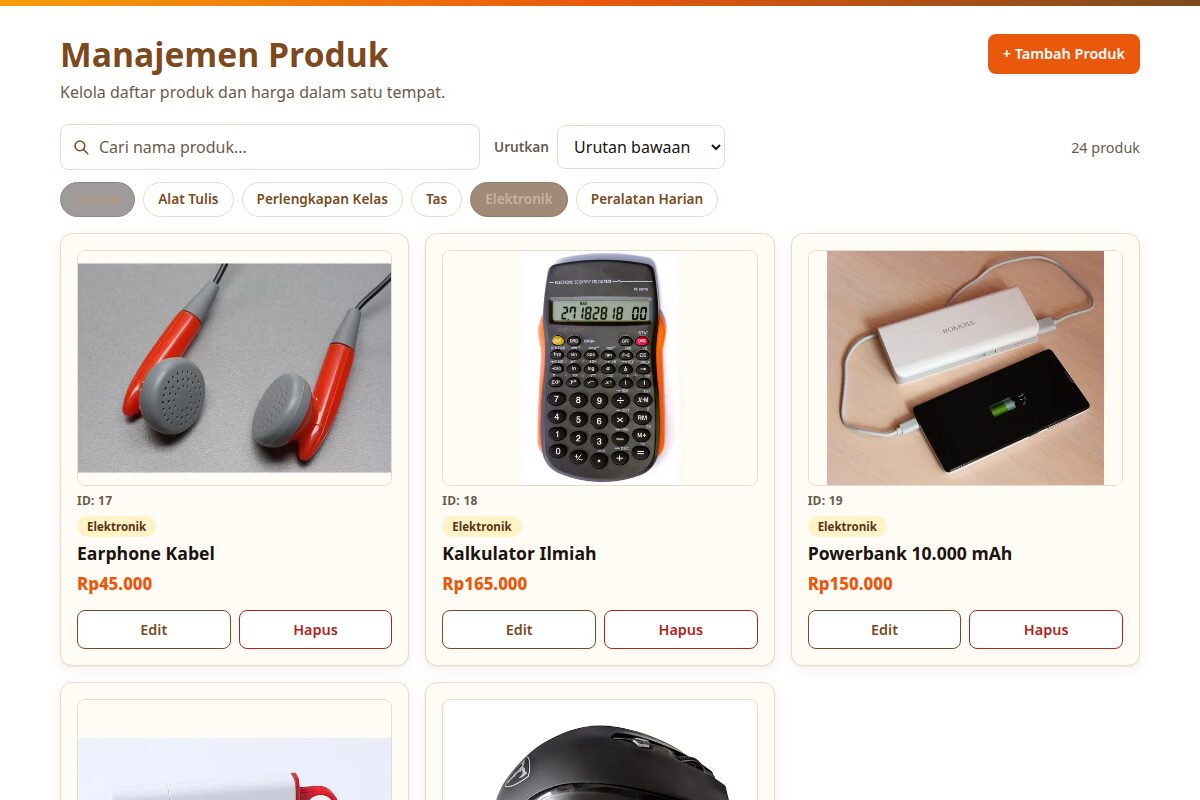 Manajemen Produk
+ Tambah Produk
Kelola daftar produk dan harga dalam satu tempat.
Cari nama produk...
Urutkan
Urutan bawaan
24 produk
Alat Tulis
Perlengkapan Kelas
Tas
Elektronik
Peralatan Harian
ROMOSS
ID: 17
Elektronik
Earphone Kabel
Rp45.000
Edit
Hapus
ID: 18
Elektronik
Kalkulator Ilmiah
Rp165.000
Edit
Hapus
ID: 19
Elektronik
Powerbank 10.000 mAh
Rp150.000
Edit
Hapus